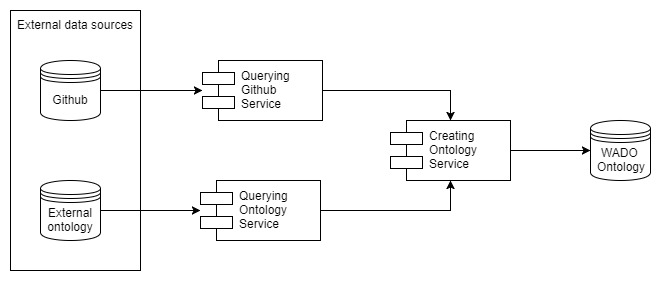 External data sources
Github
Querying
Github
Service
Creating
Ontology
Service
WADO
Ontology
External
ontology
Querying
Ontology
Service